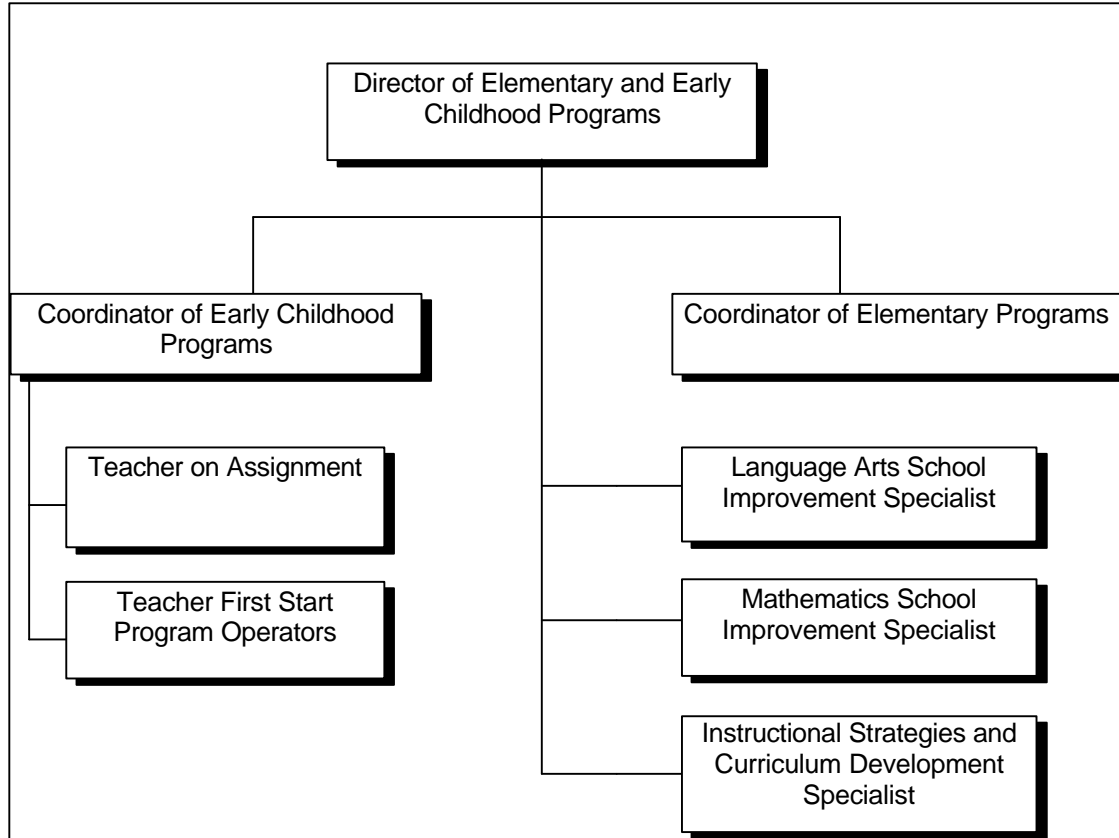 Director of Elementary and Early
Childhood Programs
Coordinator of Early Childhood
Programs
Coordinator of Elementary Programs
Teacher on Assignment
Teacher First Start
Program Operators
Language Arts School
Improvement Specialist
Mathematics School
Improvement Specialist
Instructional Strategies and
Curriculum Development
Specialist